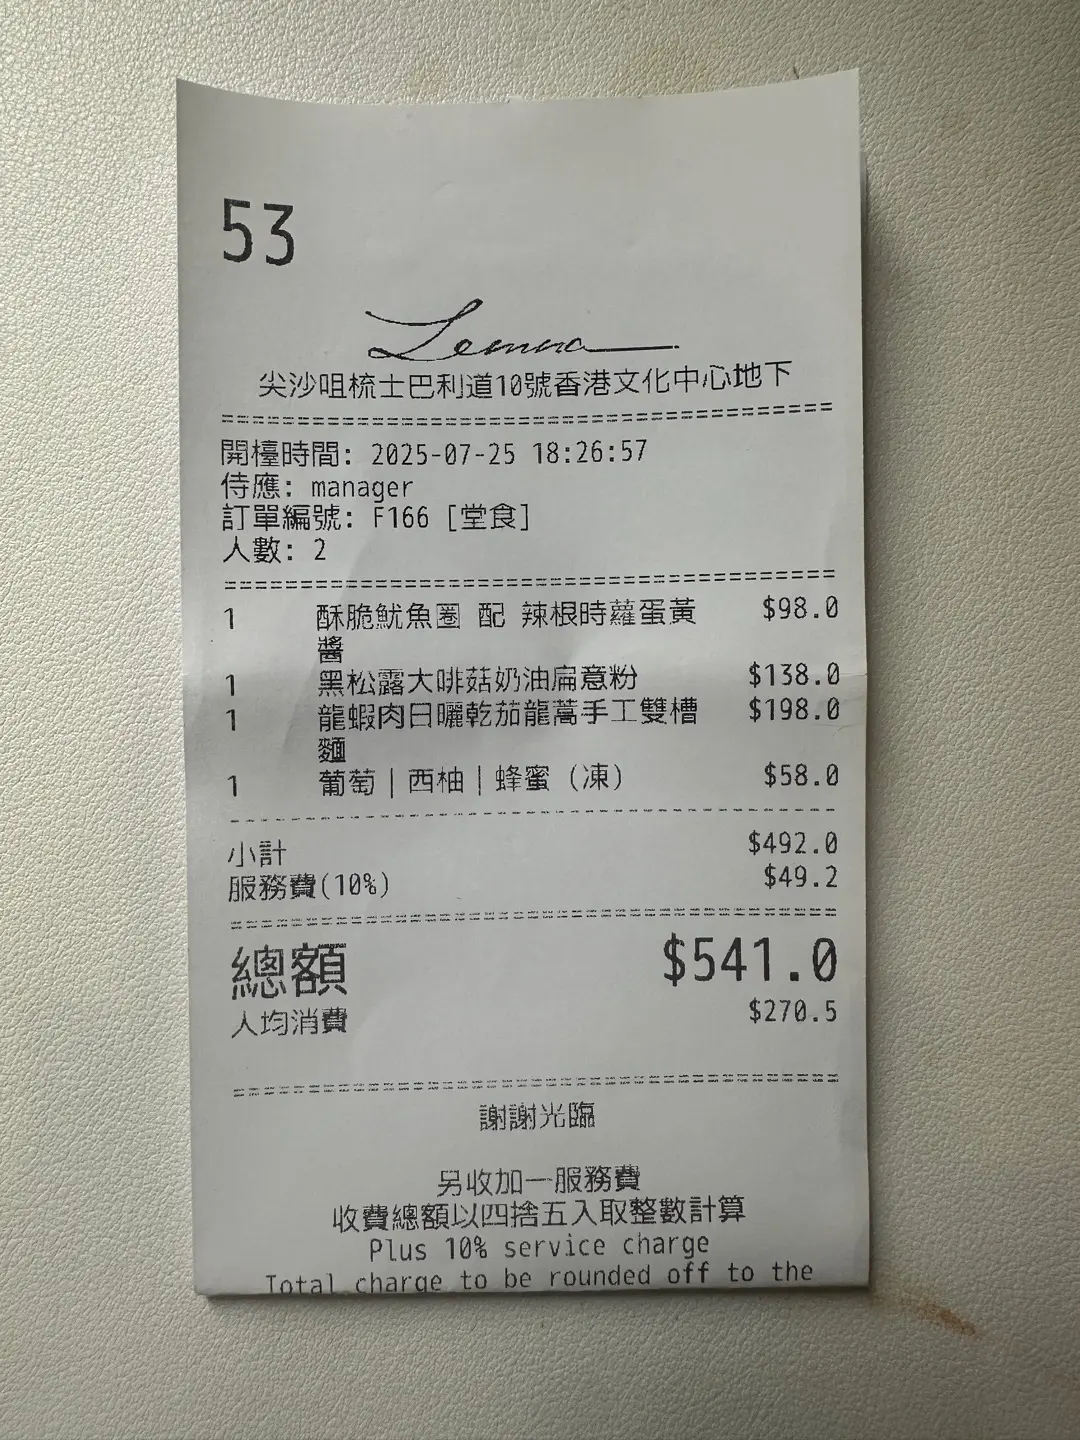 53
Lemna
尖沙咀梳士巴利道10號香港文化中心地下
開檯時間: 2025-07-25 18:26:57
侍應: manager
訂單編號: F166 [堂食]
人數: 2
1 酥脆魷魚圈 配 辣根時蘿蛋黃 $98.0
醬
1 黑松露大啡菇奶油扁意粉 $138.0
1 龍蝦肉日曬乾茄龍蒿手工雙槽 $198.0
麵
1 葡萄|西柚|蜂蜜（凍） $58.0
小計 $492.0
服務費(10%) $49.2
總額 $541.0
人均消費 $270.5
謝謝光臨
另收加一服務費
收費總額以四捨五入取整數計算
Plus 10% service charge
Total charge to be rounded off to the